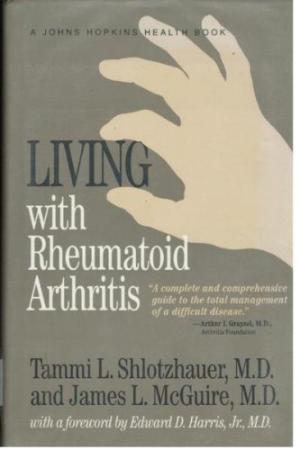 A JOHNS HOPKINS HEALTH BOOK
LIVING
with
Rheumatoid
Arthritis
“A complete and comprehensive
guide to the total management
of a difficult disease.”
—Arthur I. Grayzel, M.D.,
Arthritis Foundation
Tammi L. Shlotzhauer, M.D.
and James L. McGuire, M.D.
with a foreword by Edward D. Harris, Jr., M.D.